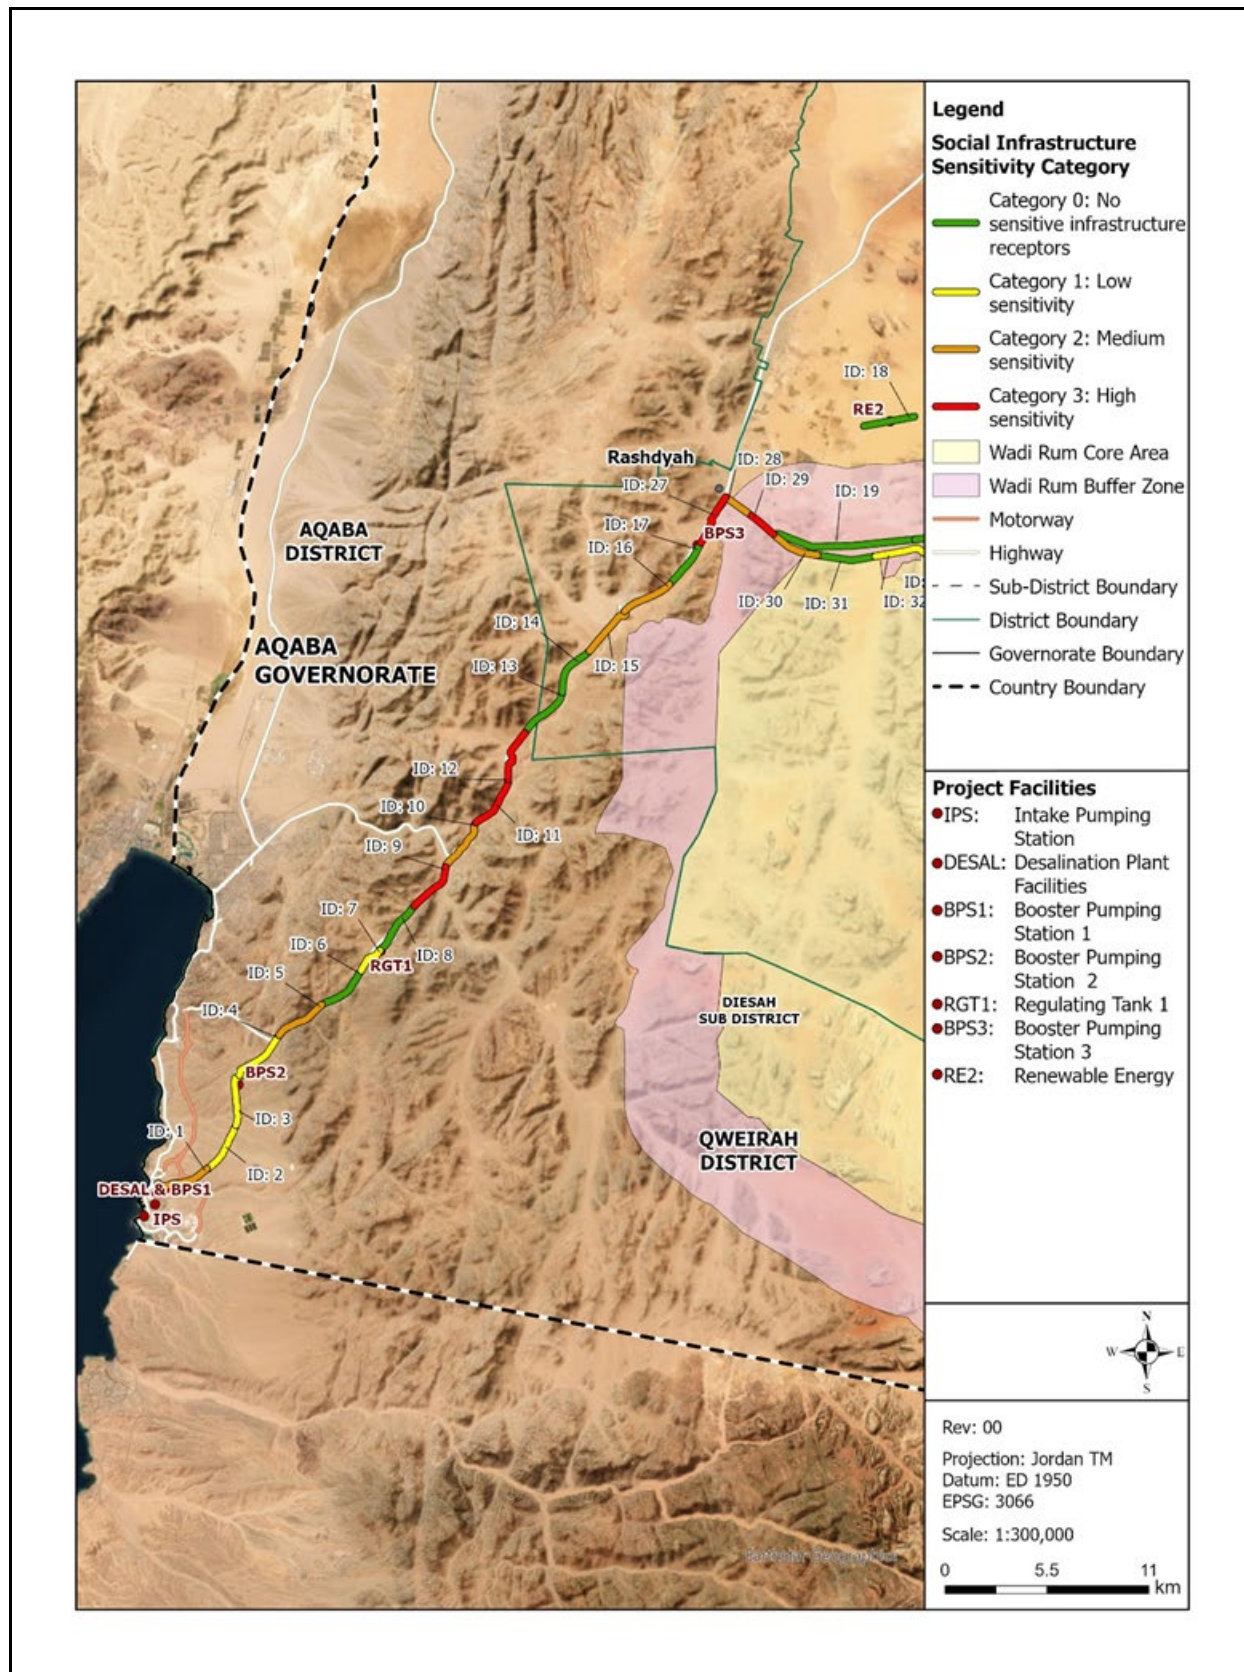 Legend
Social Infrastructure
Sensitivity Category
Category 0: No
sensitive infrastructure
receptors
Category 1: Low
sensitivity
Category 2: Medium
sensitivity
Category 3: High
sensitivity
Wadi Rum Core Area
Wadi Rum Buffer Zone
Motorway
Highway
Sub-District Boundary
District Boundary
Governorate Boundary
Country Boundary
Project Facilities
IPS: Intake Pumping
Station
DESAL: Desalination Plant
Facilities
BPS1: Booster Pumping
Station 1
BPS2: Booster Pumping
Station 2
RGT1: Regulating Tank 1
BPS3: Booster Pumping
Station 3
RE2: Renewable Energy
N
W E
S
Rev: 00
Projection: Jordan TM
Datum: ED 1950
EPSG: 3066
Scale: 1:300,000
0 5.5 11
km
ID: 18
RE2
Rashdyah
ID: 28
ID: 27
ID: 29
ID: 19
ID: 17
BPS3
AQABA
DISTRICT
ID: 16
ID:
ID: 30
ID: 31
ID: 32
ID: 14
AQABA
GOVERNORATE
ID: 13
ID: 15
ID: 12
ID: 10
ID: 11
ID: 9
ID: 7
ID: 6
ID: 8
RGT1
ID: 5
ID: 4
DIESAH
SUB DISTRICT
BPS2
ID: 3
ID: 1
ID: 2
QWEIRAH
DISTRICT
DESAL & BPS1
IPS
Earthstar Geographics